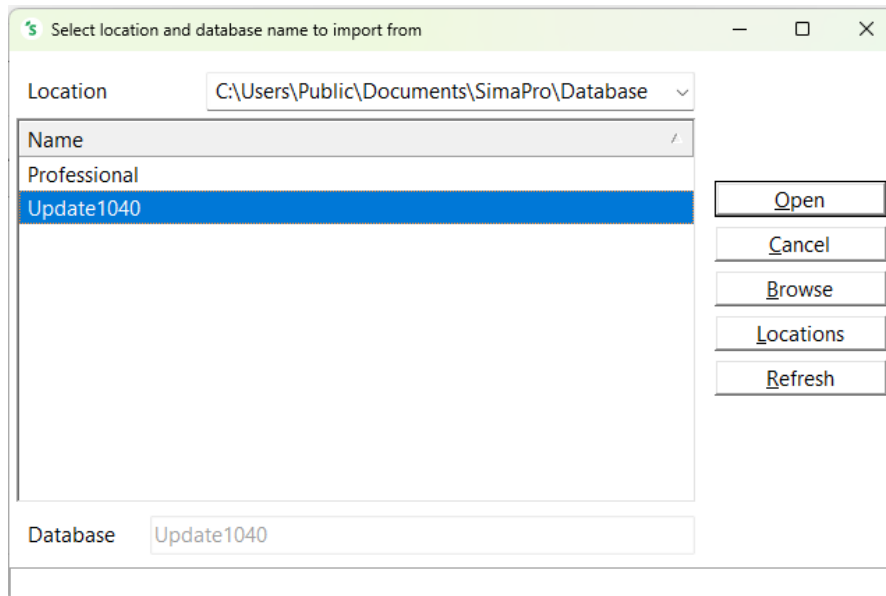 Select location and database name to import from
Location C:\Users\Public\Documents\SimaPro\Database
Name
Professional
Update1040
Open
Cancel
Browse
Locations
Refresh
Database Update1040